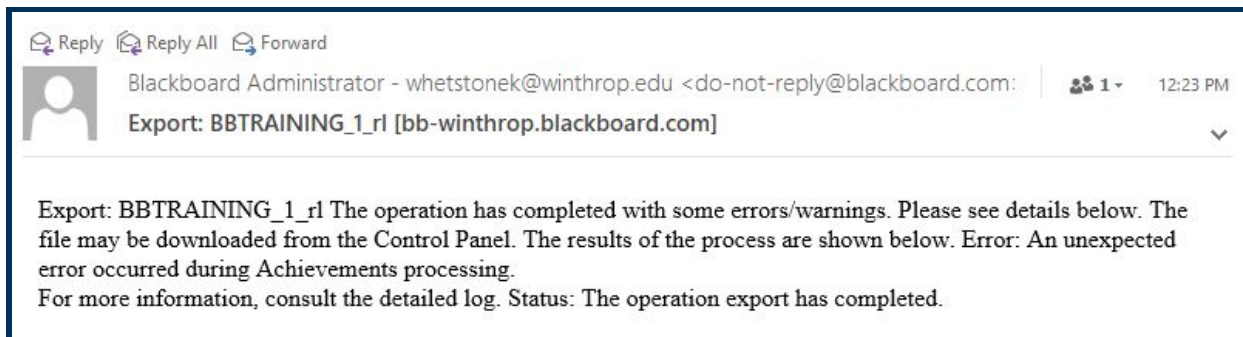 Reply Reply All Forward
Blackboard Administrator - whetstonek@winthrop.edu <do-not-reply@blackboard.com: 1 12:23 PM
Export: BBTRAINING_1_rl [bb-winthrop.blackboard.com]
Export: BBTRAINING_1_rl The operation has completed with some errors/warnings. Please see details below. The
file may be downloaded from the Control Panel. The results of the process are shown below. Error: An unexpected
error occurred during Achievements processing.
For more information, consult the detailed log. Status: The operation export has completed.